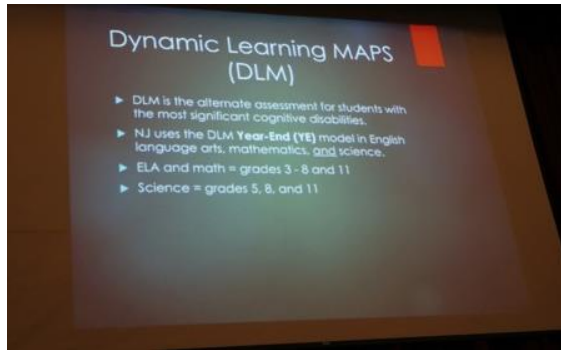 Dynamic Learning MAPS
(DLM)
▶ DLM is the alternate assessment for students with
the most significant cognitive disabilities.
▶ NJ uses the DLM Year-End (YE) model in English
language arts, mathematics, and science.
▶ ELA and math = grades 3 - 8 and 11
▶ Science = grades 5, 8, and 11